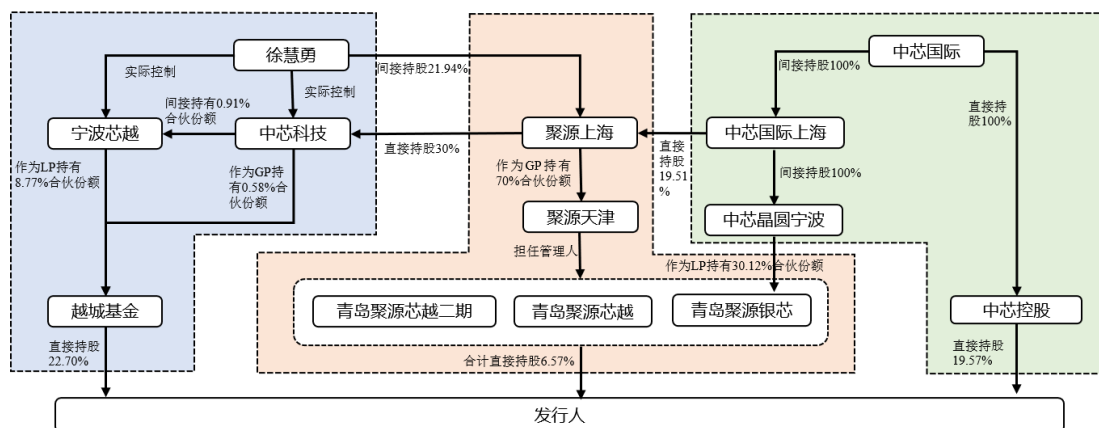 徐慧勇
中芯国际
实际控制
间接持股21.94%
间接持股100%
实际控制
间接持有0.91%
合伙份额
直接持
股100%
宁波芯越
中芯科技
聚源上海
中芯国际上海
直接持股30%
直接
持股
19.51
%
作为LP持有
8.77%合伙份额
作为GP持
有0.58%合
伙份额
作为GP持有
70%合伙份额
间接持股100%
聚源天津
中芯晶圆宁波
担任管理人
作为LP持有30.12%合伙份额
越城基金
青岛聚源芯越二期
青岛聚源芯越
青岛聚源银芯
中芯控股
直接持股
22.70%
合计直接持股6.57%
直接持股
19.57%
发行人